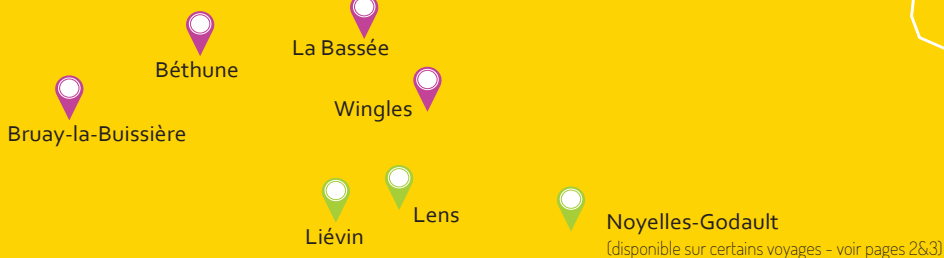 La Bassée
Béthune
Wingles
Bruay-la-Buissière
Lens
Noyelles-Godault
Liévin
(disponible sur certains voyages - voir pages 2&3)